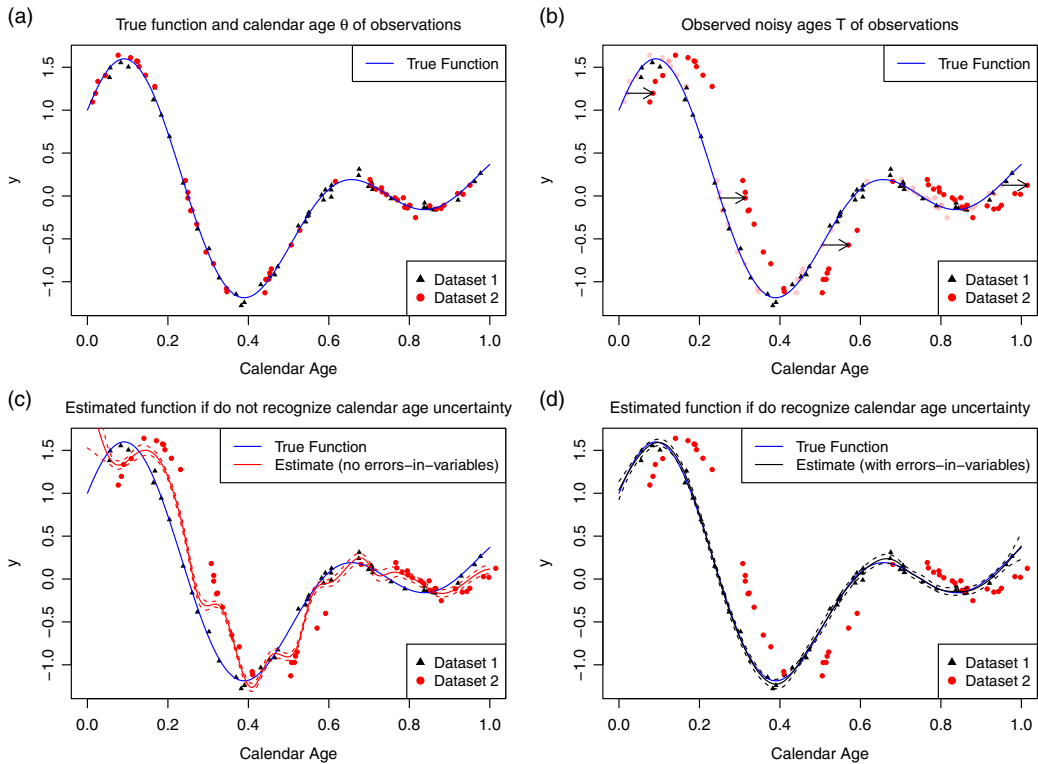 (a)
True function and calendar age θ of observations
True Function
y
1.5
1.0
0.5
0.0
−0.5
−1.0
Dataset 1
Dataset 2
0.0 0.2 0.4 0.6 0.8 1.0
Calendar Age
(b)
Observed noisy ages T of observations
True Function
y
1.5
1.0
0.5
0.0
−0.5
−1.0
Dataset 1
Dataset 2
0.0 0.2 0.4 0.6 0.8 1.0
Calendar Age
(c)
Estimated function if do not recognize calendar age uncertainty
True Function
Estimate (no errors−in−variables)
y
1.5
1.0
0.5
0.0
−0.5
−1.0
Dataset 1
Dataset 2
0.0 0.2 0.4 0.6 0.8 1.0
Calendar Age
(d)
Estimated function if do recognize calendar age uncertainty
True Function
Estimate (with errors−in−variables)
y
1.5
1.0
0.5
0.0
−0.5
−1.0
Dataset 1
Dataset 2
0.0 0.2 0.4 0.6 0.8 1.0
Calendar Age